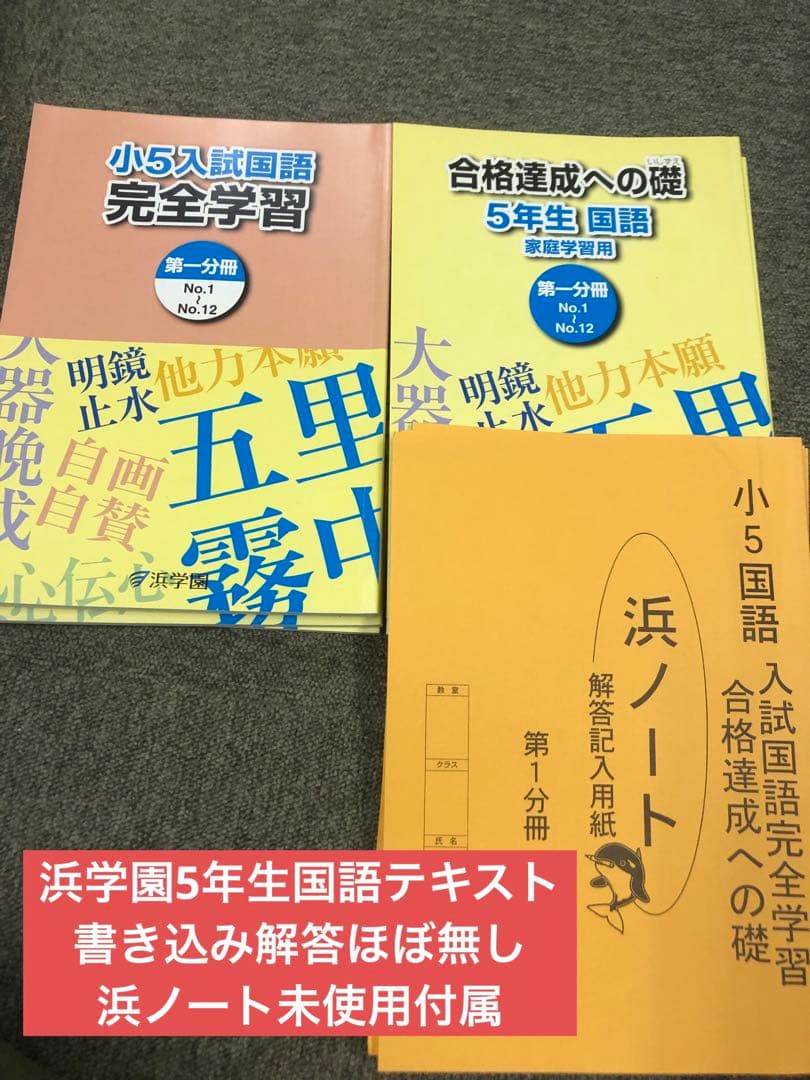 小5入試国語
完全学習
第一分冊
No.1
~
No.12
大器晩成
明鏡止水
他力本願
自画自賛
五里霧中
心伝心
浜学園
合格達成への礎
いしずえ
5年生 国語
家庭学習用
第一分冊
No.1
~
No.12
大器
明鏡止水
他力本願
五里
小5国語 入試国語完全学習
合格達成への礎
浜ノート
解答記入用紙
第1分冊
教室
クラス
氏名
浜学園5年生国語テキスト
書き込み解答ほぼ無し
浜ノート未使用付属